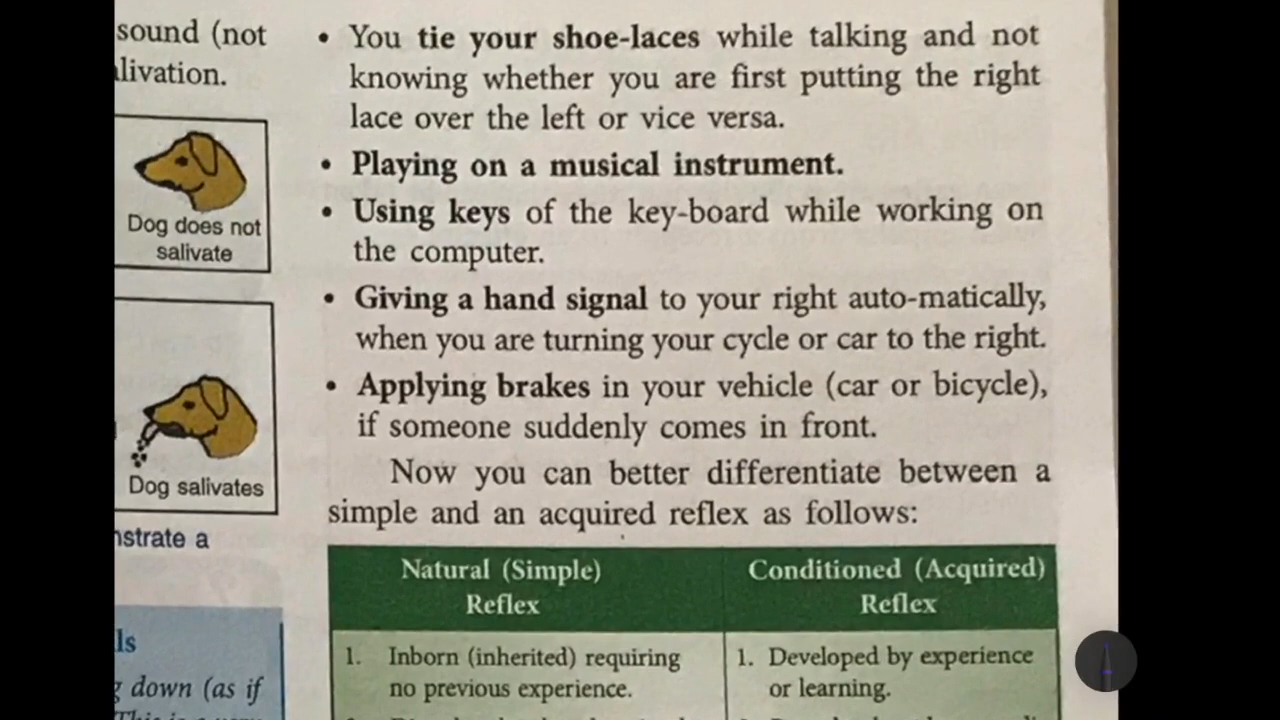 sound (not
livation.
Dog does not
salivate
Dog salivates
strate a
ls
down (as if
• You tie your shoe-laces while talking and not
knowing whether you are first putting the right
lace over the left or vice versa.
• Playing on a musical instrument.
• Using keys of the key-board while working on
the computer.
• Giving a hand signal to your right auto-matically,
when you are turning your cycle or car to the right.
• Applying brakes in your vehicle (car or bicycle),
if someone suddenly comes in front.
Now you can better differentiate between a
simple and an acquired reflex as follows:
Natural (Simple)
Reflex
Conditioned (Acquired)
Reflex
1. Inborn (inherited) requiring
no previous experience.
1. Developed by experience
or learning.